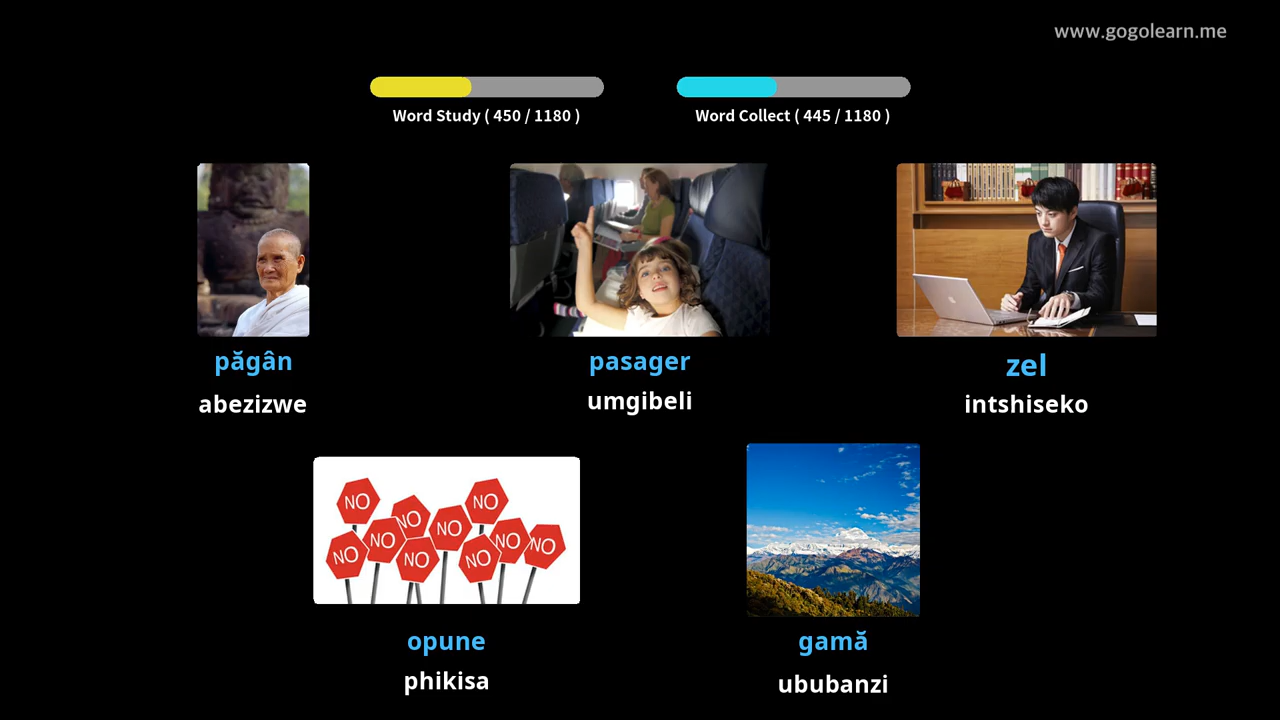 www.gogolearn.me
Word Study ( 450 / 1180 )
Word Collect ( 445 / 1180 )
păgân
abezizwe
pasager
umgibeli
zel
intshiseko
NO
NO
NO
NO
NO
NO
NO
NO
NO
NO
opune
phikisa
gamă
ububanzi